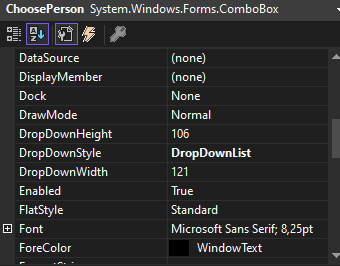 ChoosePerson System.Windows.Forms.ComboBox
DataSource (none)
DisplayMember (none)
Dock None
DrawMode Normal
DropDownHeight 106
DropDownStyle DropDownList
DropDownWidth 121
Enabled True
FlatStyle Standard
Font Microsoft Sans Serif; 8,25pt
ForeColor WindowText